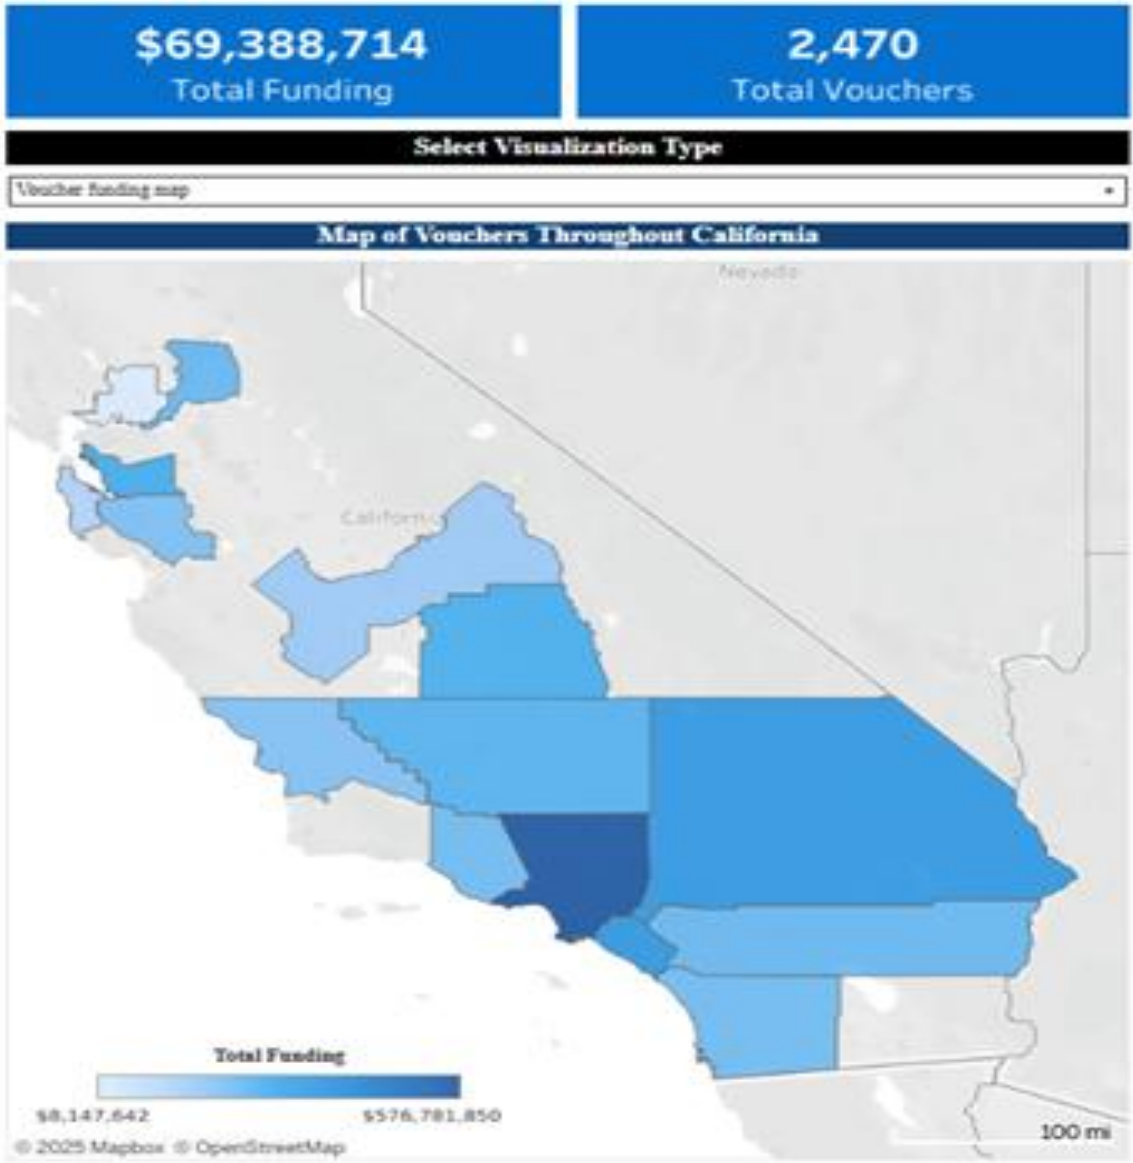 $69,388,714
Total Funding
2,470
Total Vouchers
Select Visualization Type
Voucher funding map
Map of Vouchers Throughout California
Nevada
Californ
Total Funding
$8,147,642
$576,781,850
© 2025 Mapbox © OpenStreetMap
100 mi